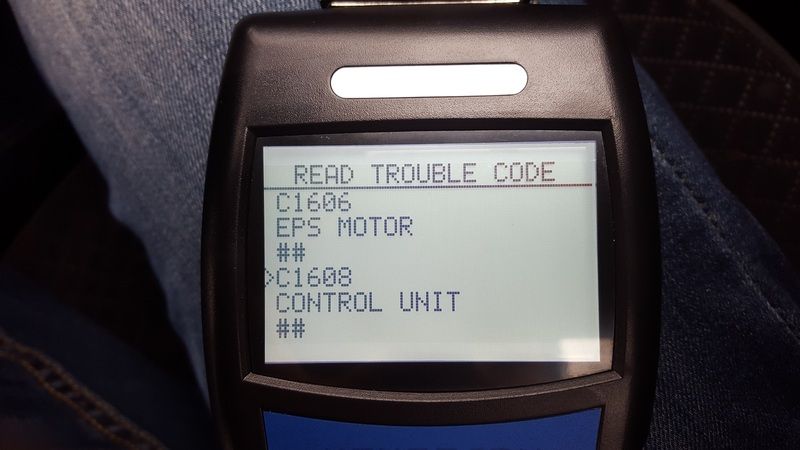 READ TROUBLE CODE
C1606
EPS MOTOR
##
>C1608
CONTROL UNIT
##